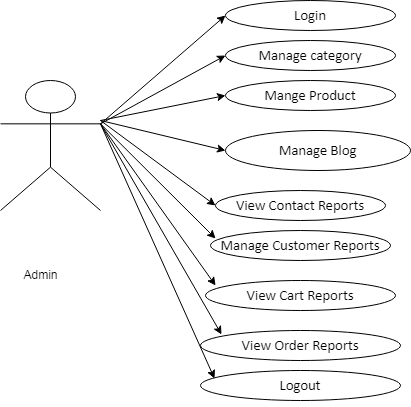 Login
Manage category
Mange Product
Manage Blog
View Contact Reports
Manage Customer Reports
Admin
View Cart Reports
View Order Reports
Logout